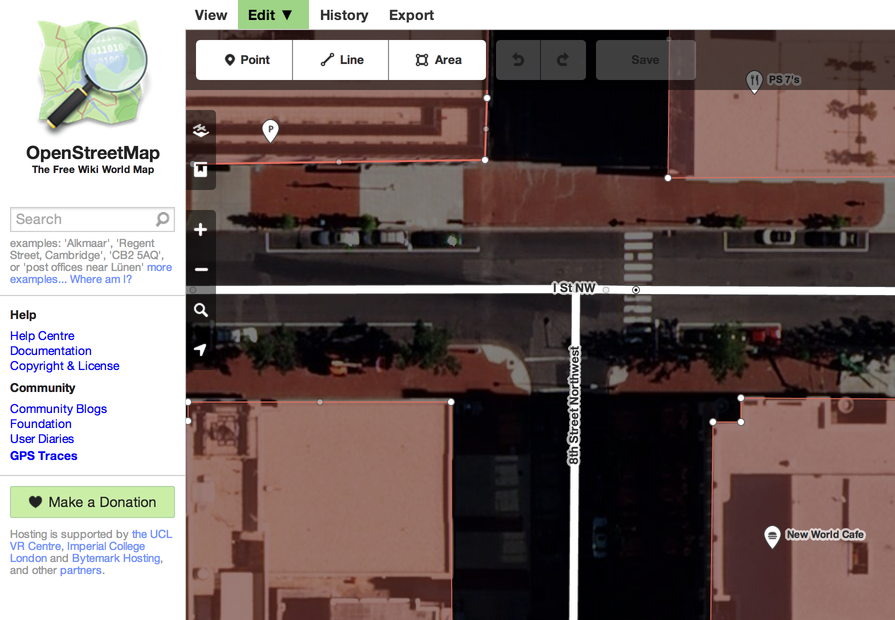 View
Edit ▼
History
Export
Point
Line
Area
Save
PS 7's
P
OpenStreetMap
The Free Wiki World Map
Search
examples: 'Alkmaar', 'Regent
Street, Cambridge', 'CB2 5AQ',
or 'post offices near Lünen' more
examples... Where am I?
Help
Help Centre
Documentation
Copyright & License
Community
Community Blogs
Foundation
User Diaries
GPS Traces
Make a Donation
Hosting is supported by the UCL
VR Centre, Imperial College
London and Bytemark Hosting,
and other partners.
I St NW
8th Street Northwest
New World Cafe